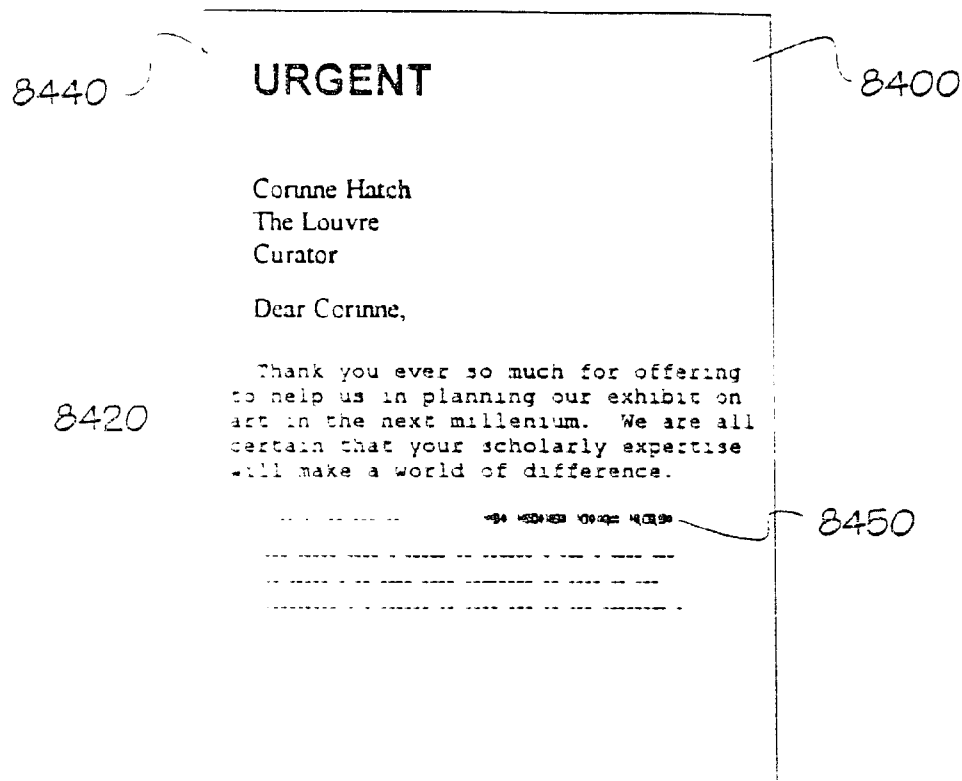 8440
URGENT
8400
Corinne Hatch
The Louvre
Curator
Dear Corinne,
Thank you ever so much for offering
to help us in planning our exhibit on
8420
art in the next millenium. We are all
certain that your scholarly expertise
will make a world of difference.
8450